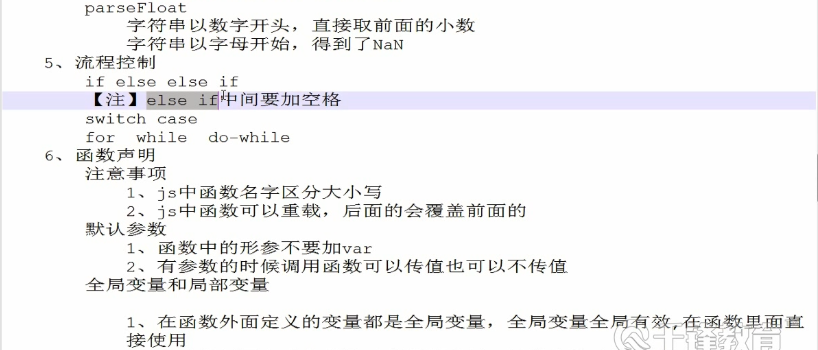 parseFloat
字符串以数字开头，直接取前面的小数
字符串以字母开始，得到了NaN
5、流程控制
if else else if
【注】else if中间要加空格
switch case
for  while  do-while
6、函数声明
注意事项
1、js中函数名字区分大小写
2、js中函数可以重载，后面的会覆盖前面的
默认参数
1、函数中的形参不要加var
2、有参数的时候调用函数可以传值也可以不传值
全局变量和局部变量
1、在函数外面定义的变量都是全局变量，全局变量全局有效,在函数里面直
接使用
千锋教育